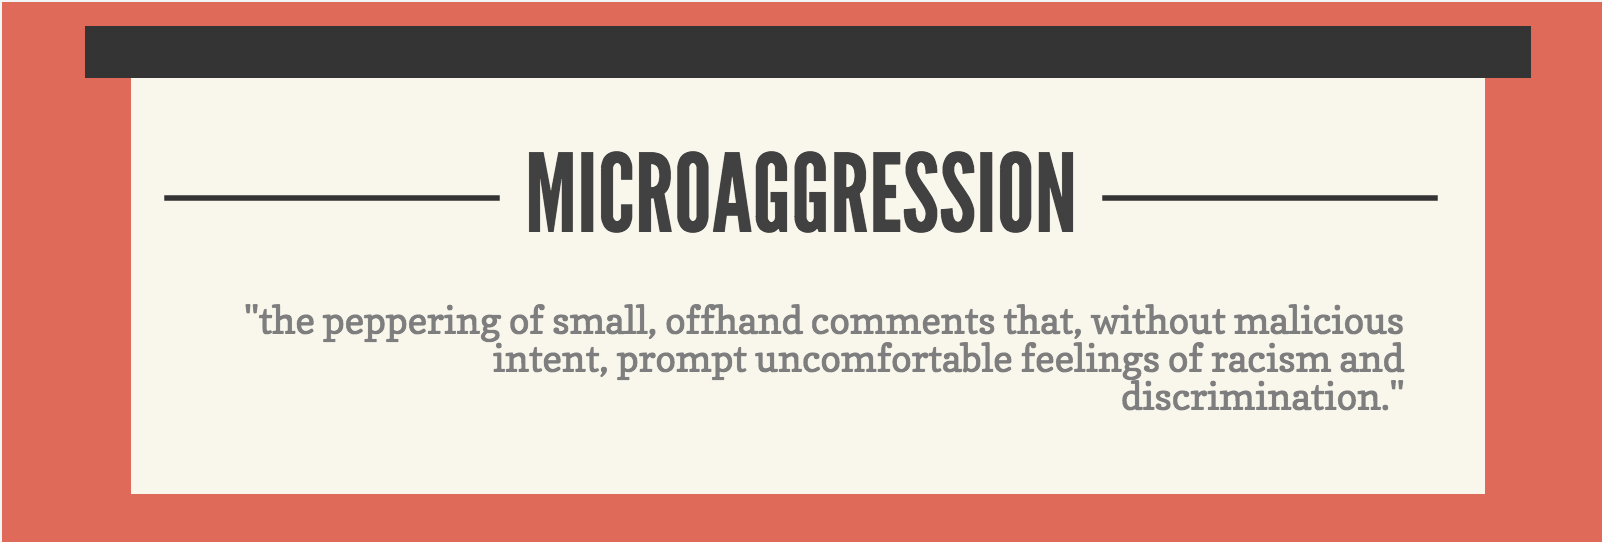 MICROAGGRESSION
"the peppering of small, offhand comments that, without malicious
intent, prompt uncomfortable feelings of racism and
discrimination."